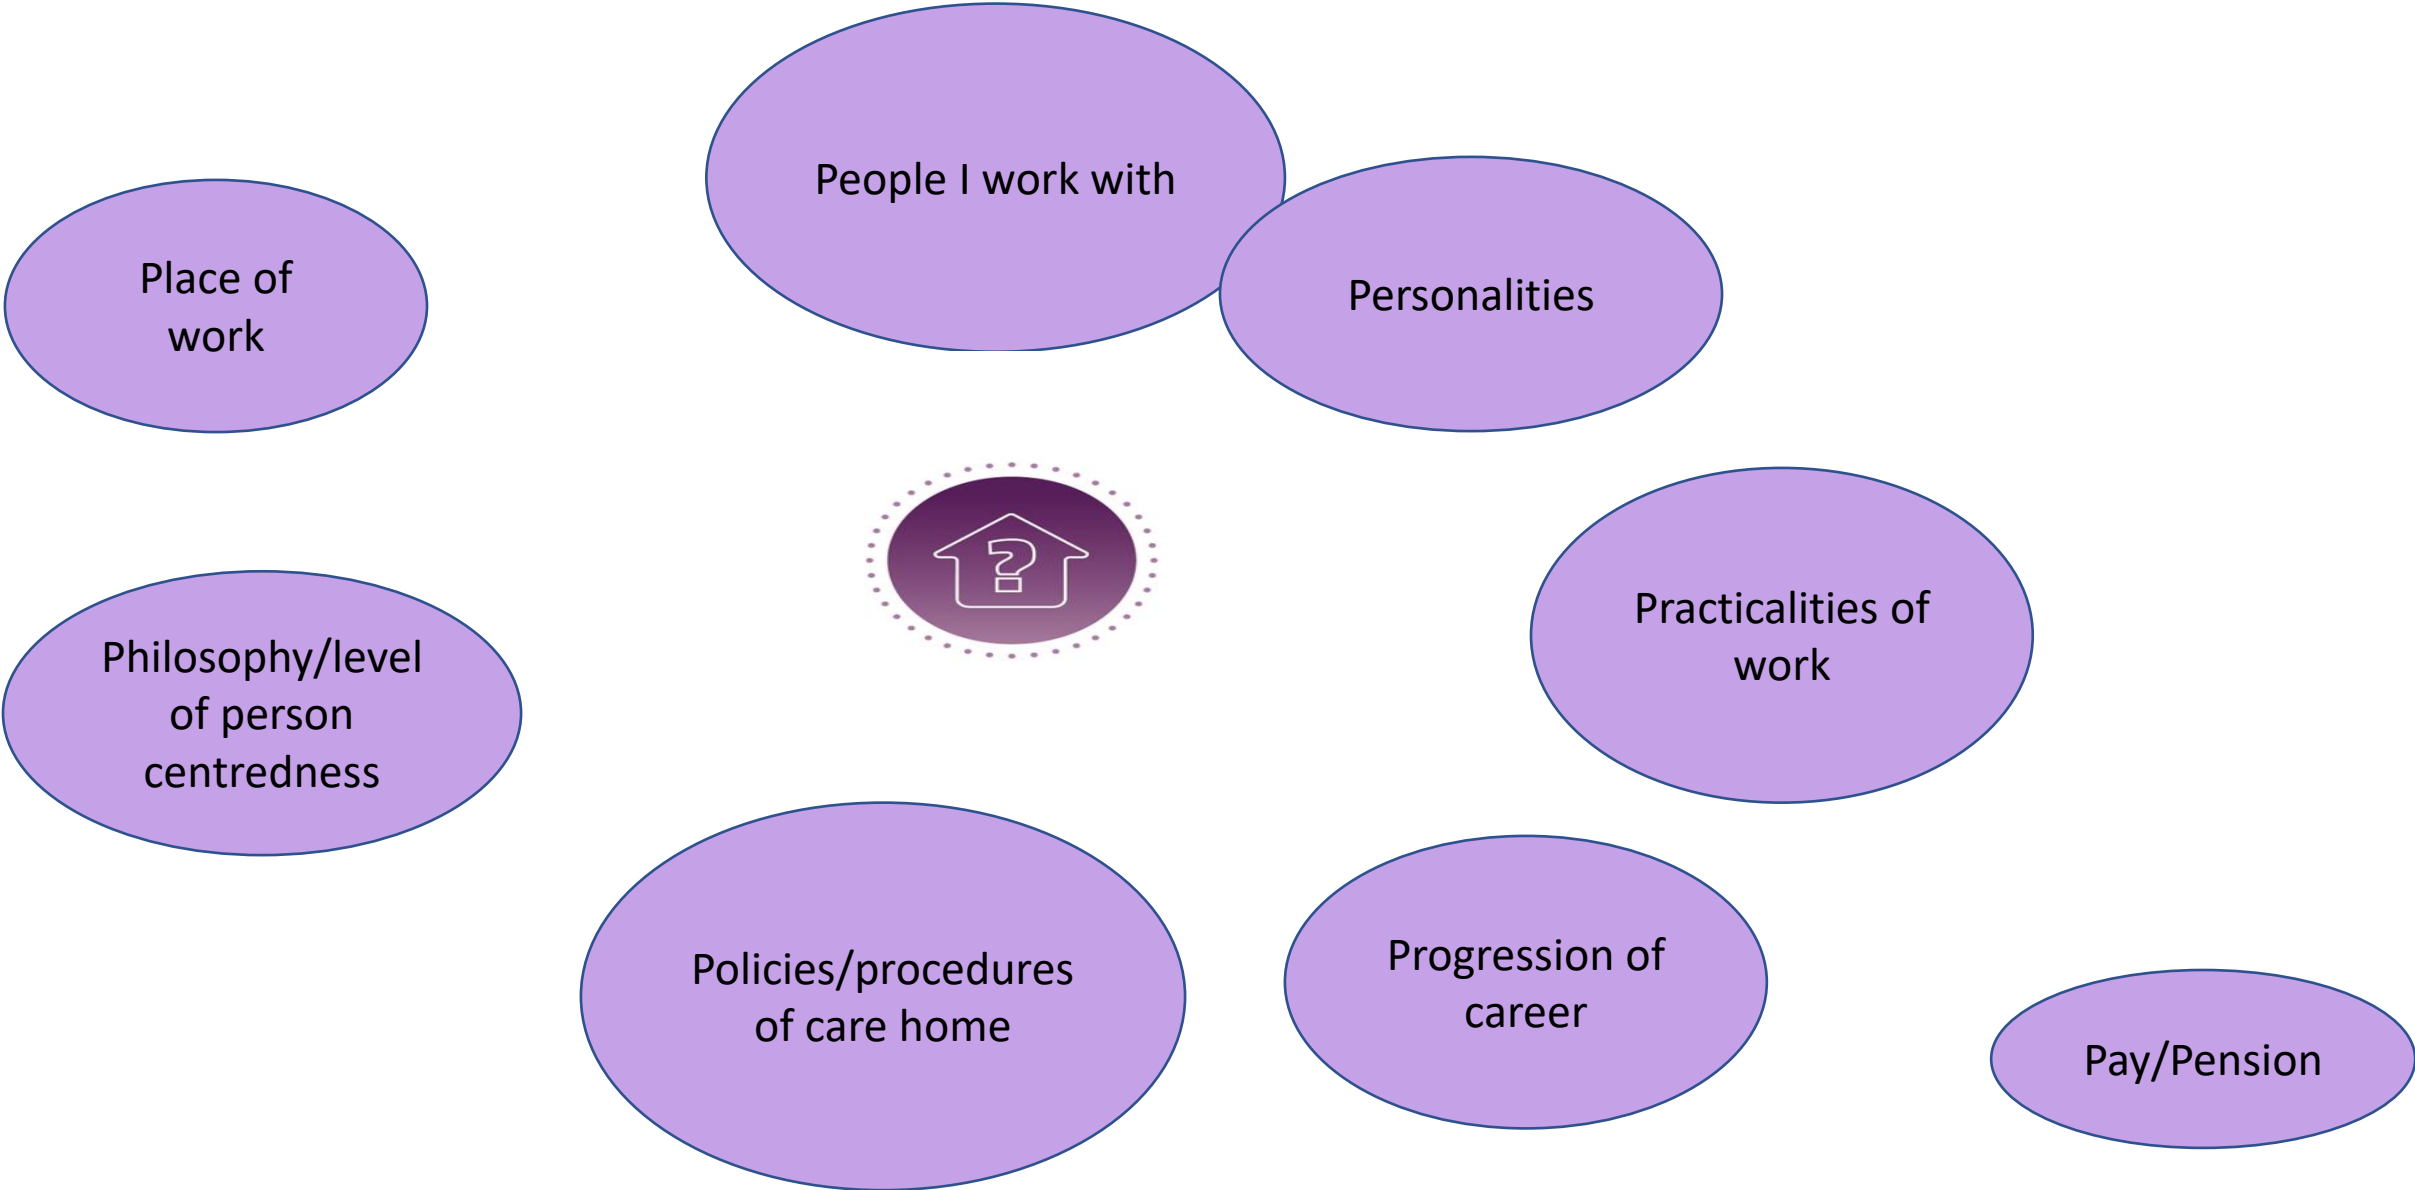 People I work with
Place of
work
Personalities
?
Practicalities of
work
Philosophy/level
of person
centredness
Policies/procedures
of care home
Progression of
career
Pay/Pension